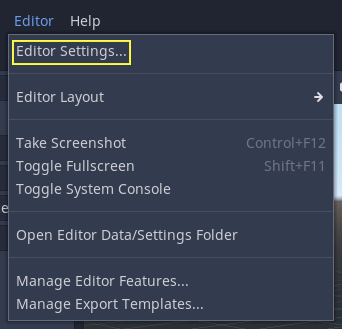 Editor Help
Editor Settings...
Editor Layout
Take Screenshot Control+F12
Toggle Fullscreen Shift+F11
Toggle System Console
Open Editor Data/Settings Folder
Manage Editor Features...
Manage Export Templates...